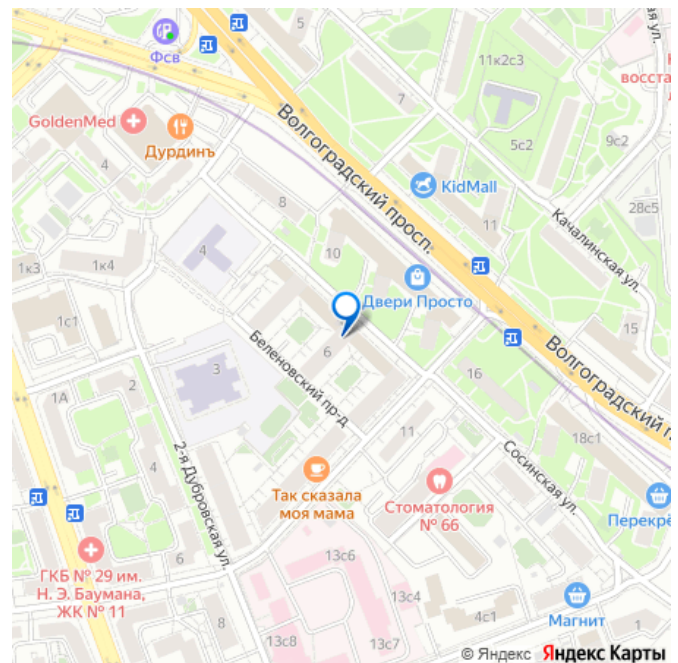 5
Фсв
11к2с3
ая ул.
восста
GoldenMed
Дурдинъ
4
7
5с2
9с2
Волгоградский просп.
KidMall
28с5
8
11
Качалинская ул.
4
10
1к3
1к4
Двери Просто
15
1с1
Беленовский пр-д
6
3
16
Волгоградский п
1А
2
11
18с1
4
2-я Дубровская ул.
Так сказала
моя мама
Стоматология
№ 66
Сосинская ул.
Перекрё
6
13с6
ГКБ № 29 им.
Н. Э. Баумана,
ЖК № 11
13с4
8
4с1
Магнит
13с8
13с7
1
© Яндекс Яндекс Карты